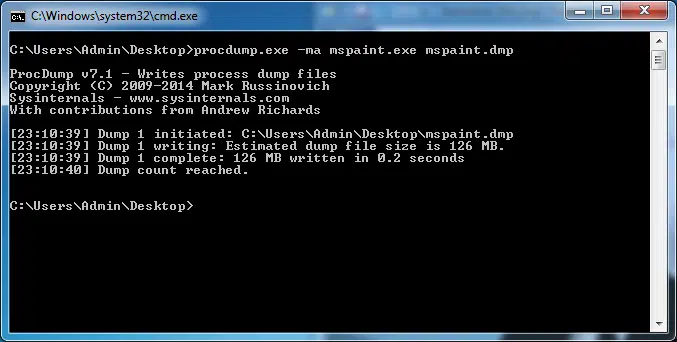 C:\Windows\system32\cmd.exe
C:\Users\Admin\Desktop>procdump.exe -ma mspaint.exe mspaint.dmp
ProcDump v7.1 - Writes process dump files
Copyright (C) 2009-2014 Mark Russinovich
Sysinternals - www.sysinternals.com
With contributions from Andrew Richards
[23:10:39] Dump 1 initiated: C:\Users\Admin\Desktop\mspaint.dmp
[23:10:39] Dump 1 writing: Estimated dump file size is 126 MB.
[23:10:39] Dump 1 complete: 126 MB written in 0.2 seconds
[23:10:40] Dump count reached.
C:\Users\Admin\Desktop>